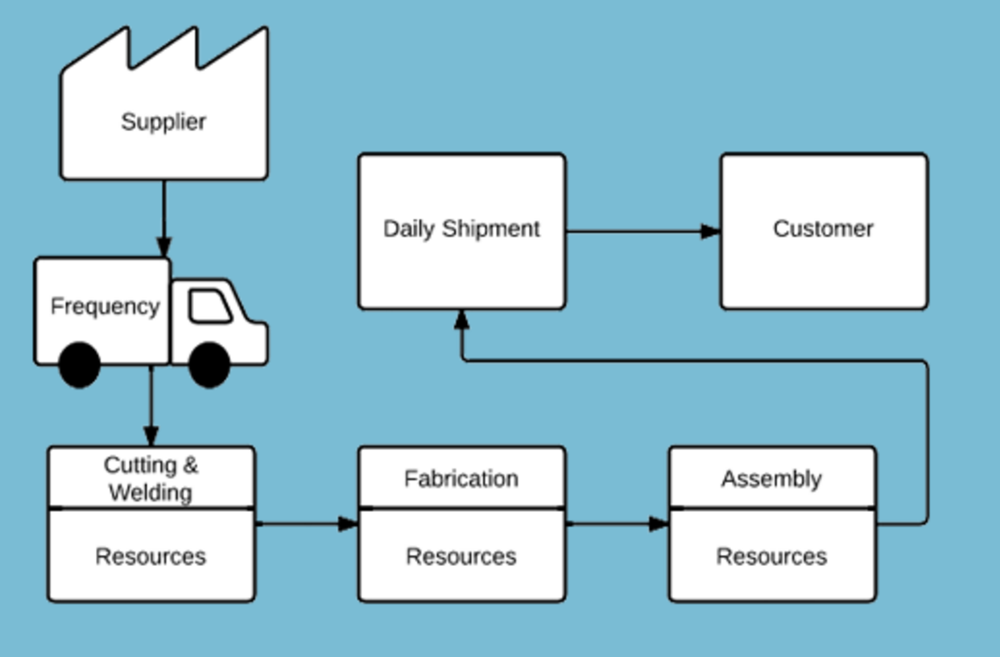 Supplier
Frequency
Cutting &
Welding
Resources
Fabrication
Resources
Assembly
Resources
Daily Shipment
Customer